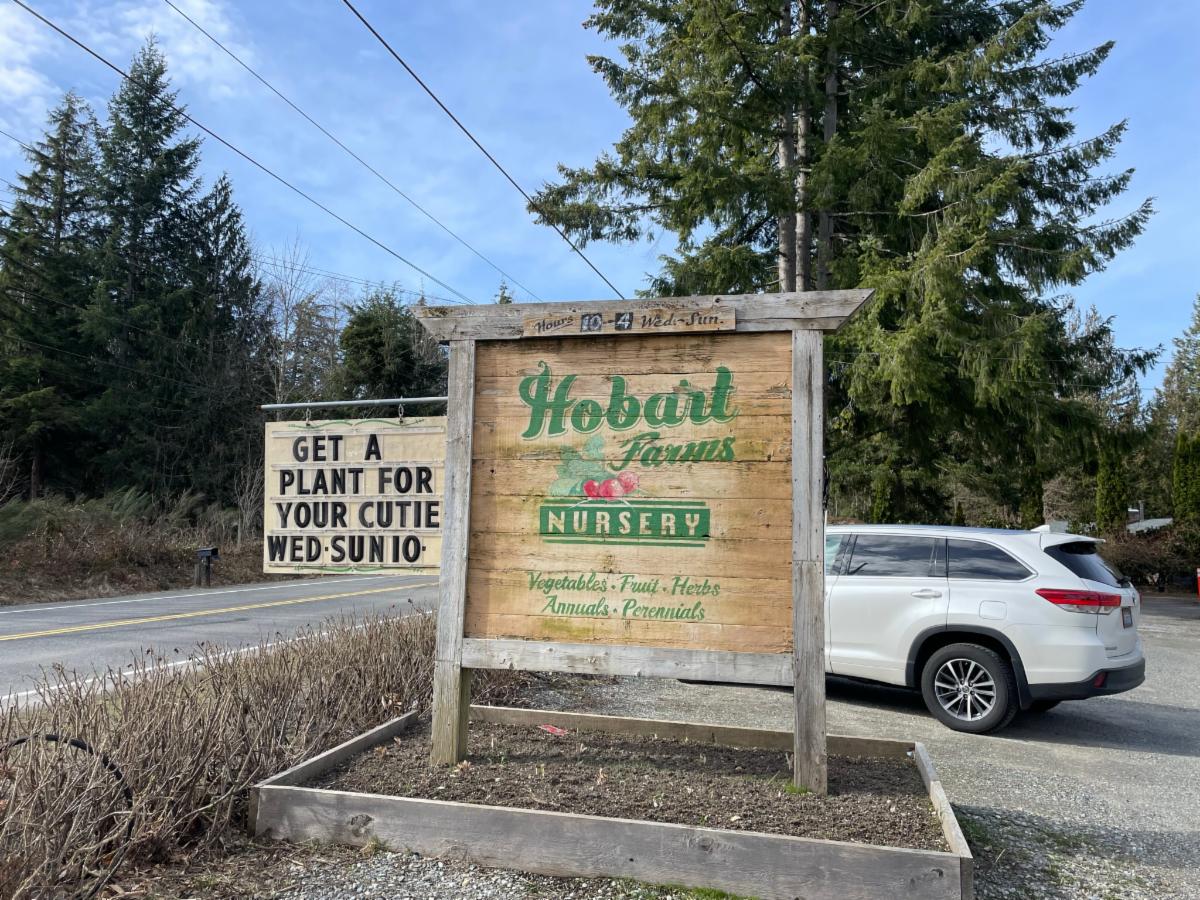 GET A
PLANT FOR
YOUR CUTIE
WED·SUN IO·
Hours 10-4 Wed-Sun
Hobart
Farms
NURSERY
Vegetables · Fruit · Herbs
Annuals · Perennials